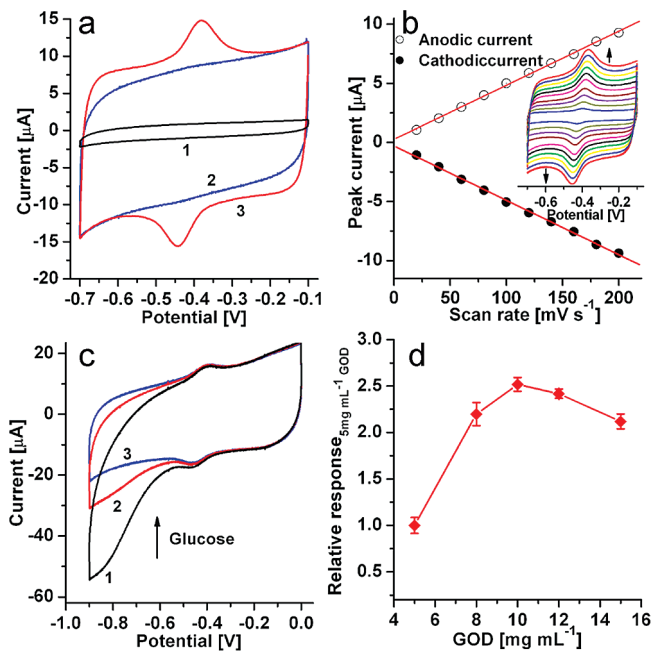 a
15
10
5
0
-5
-10
-15
-20
Current [µA]
1
2
3
-0.7 -0.6 -0.5 -0.4 -0.3 -0.2 -0.1
Potential [V]
b
10
5
0
-5
-10
Peak current [µA]
Anodic current
Cathodiccurrent
-0.6 -0.4 -0.2
Potential [V]
0 50 100 150 200
Scan rate [mV s⁻¹]
c
20
0
-20
-40
-60
Current [µA]
3
2
1
Glucose
-1.0 -0.8 -0.6 -0.4 -0.2 0.0
Potential [V]
d
3.0
2.5
2.0
1.5
1.0
0.5
Relative response5mg mL⁻¹ GOD
4 6 8 10 12 14 16
GOD [mg mL⁻¹]